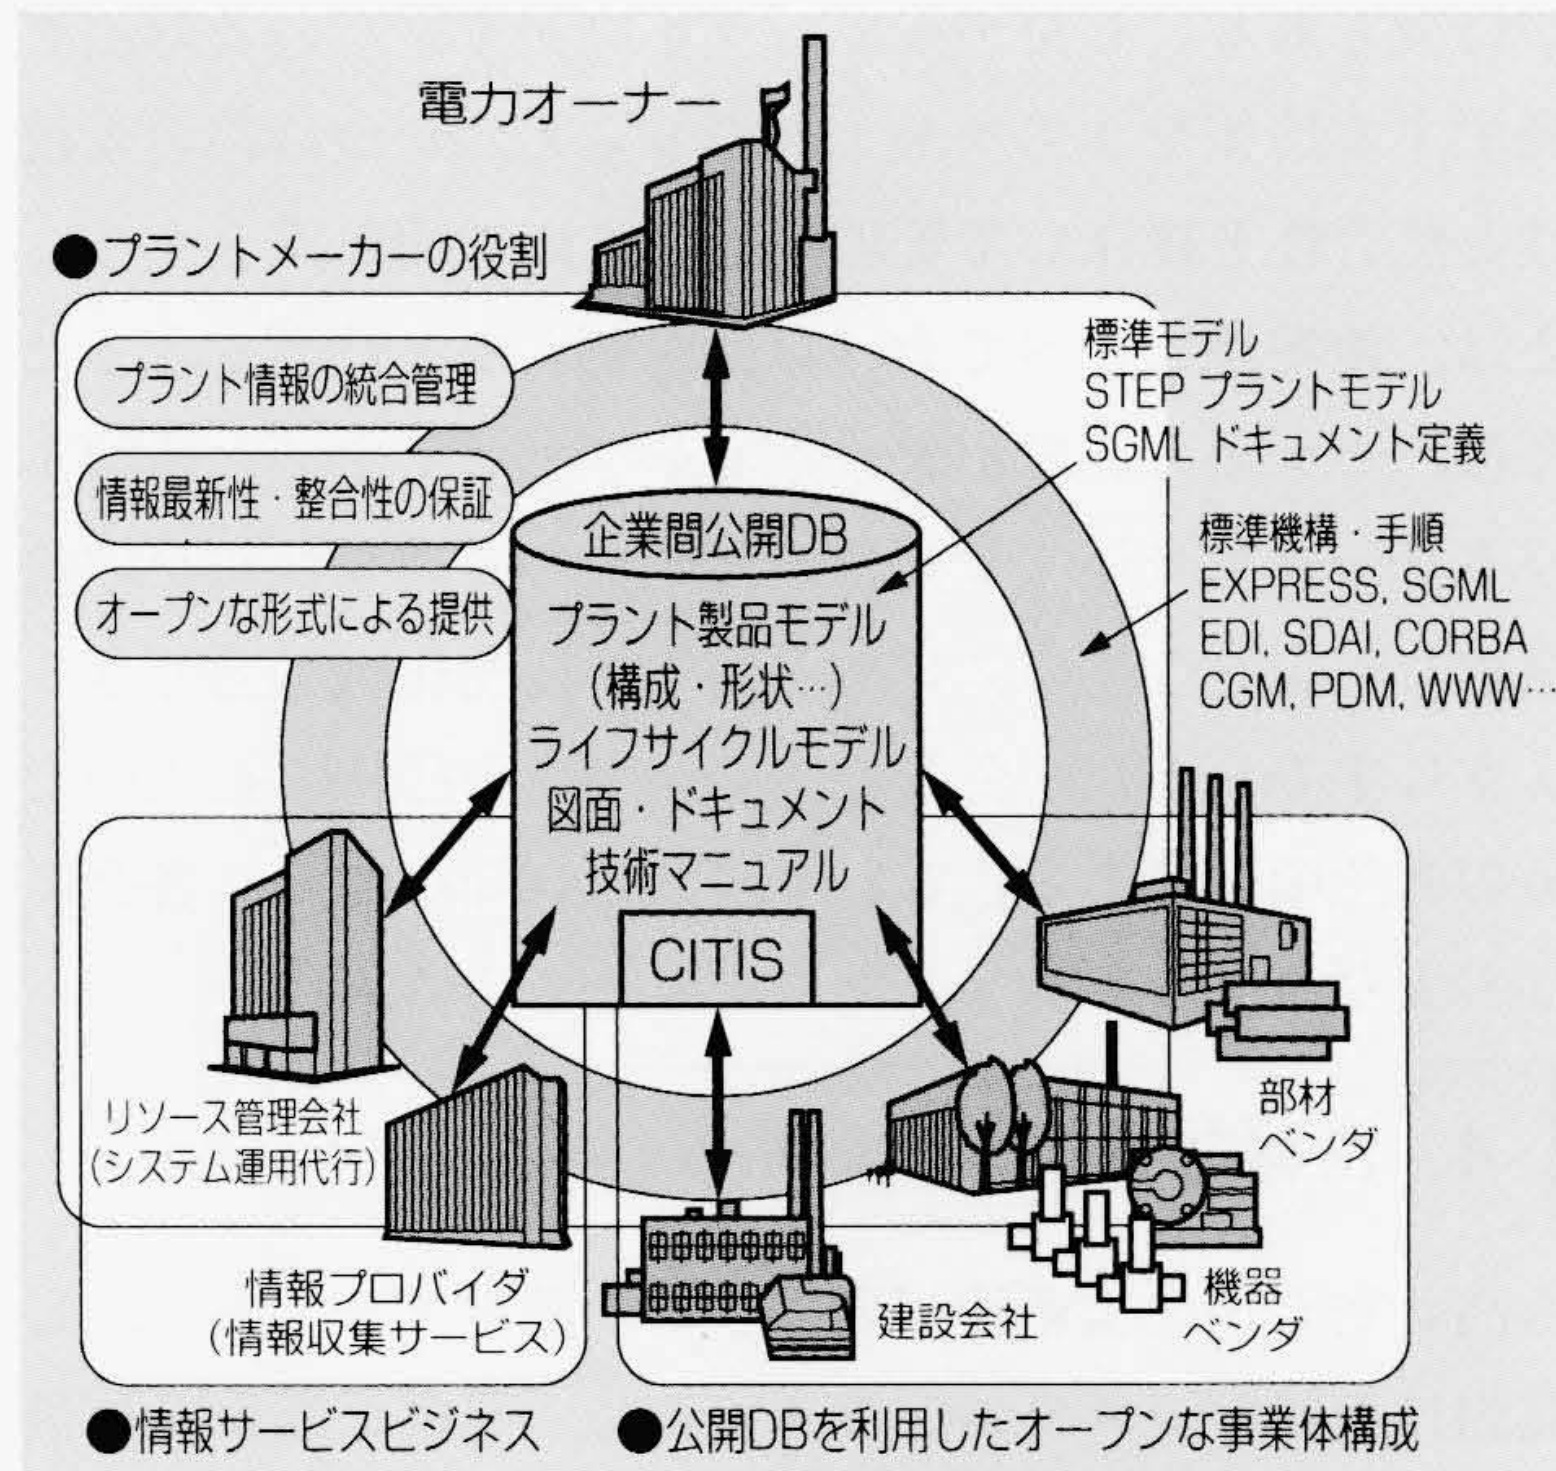 電力オーナー
●プラントメーカーの役割
プラント情報の統合管理
情報最新性・整合性の保証
オープンな形式による提供
標準モデル
STEP プラントモデル
SGML ドキュメント定義
標準機構・手順
EXPRESS, SGML
EDI, SDAI, CORBA
CGM, PDM, WWW…
企業間公開DB
プラント製品モデル
(構成・形状…)
ライフサイクルモデル
図面・ドキュメント
技術マニュアル
CITIS
リソース管理会社
(システム運用代行)
情報プロバイダ
(情報収集サービス)
建設会社
機器
ベンダ
部材
ベンダ
●情報サービスビジネス
●公開DBを利用したオープンな事業体構成